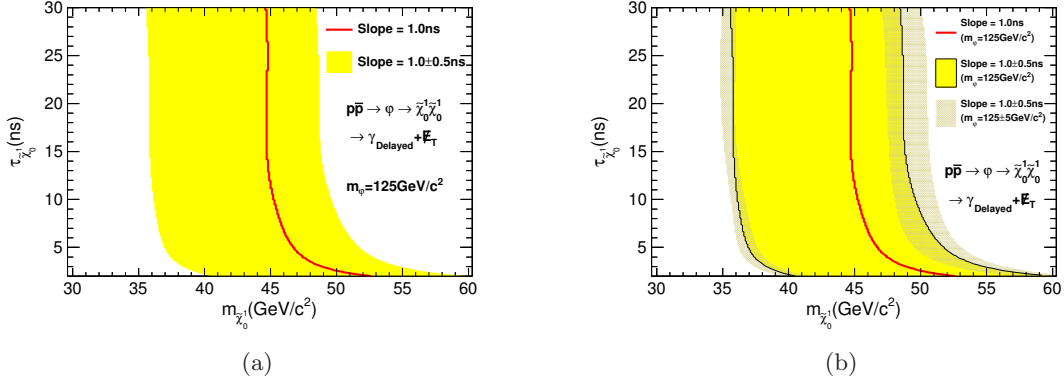 30
25
20
15
10
5
τ_χ̃₀¹(ns)
30 35 40 45 50 55 60
m_χ̃₀¹(GeV/c²)
Slope = 1.0ns
Slope = 1.0±0.5ns
pp̅ → φ → χ̃₀¹χ̃₀¹
→ γ_Delayed+E̸_T
m_φ=125GeV/c²
(a)
30
25
20
15
10
5
τ_χ̃₀¹(ns)
30 35 40 45 50 55 60
m_χ̃₀¹(GeV/c²)
Slope = 1.0ns
(m_φ=125GeV/c²)
Slope = 1.0±0.5ns
(m_φ=125GeV/c²)
Slope = 1.0±0.5ns
(m_φ=125±5GeV/c²)
pp̅ → φ → χ̃₀¹χ̃₀¹
→ γ_Delayed+E̸_T
(b)